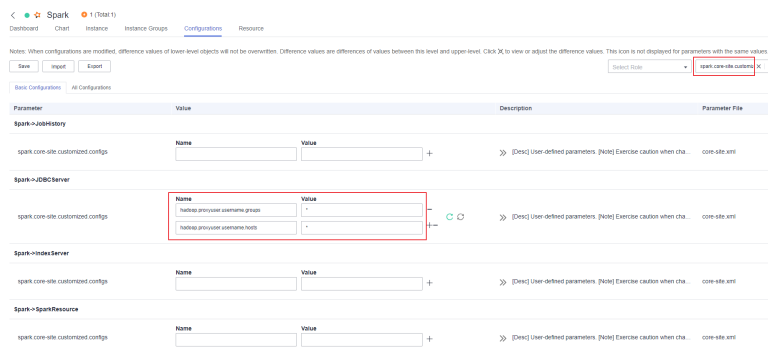 Spark 1 (Total:1)
Dashboard Chart Instance Instance Groups Configurations Resource
Notes: When configurations are modified, difference values of lower-level objects will not be overwritten. Difference values are differences of values between this level and upper-level. Click to view or adjust the difference values. This icon is not displayed for parameters with the same values
Save Import Export Select Role spark.core-site.customiz
Basic Configurations All Configurations
Parameter Value Description Parameter File
Spark->JobHistory
Name Value
spark.core-site.customized.configs [Desc] User-defined parameters. [Note] Exercise caution when cha... core-site.xml
Spark->JDBCServer
Name Value
hadoop.proxyuser.username.groups *
spark.core-site.customized.configs [Desc] User-defined parameters. [Note] Exercise caution when cha... core-site.xml
hadoop.proxyuser.username.hosts *
Spark->IndexServer
Name Value
spark.core-site.customized.configs [Desc] User-defined parameters. [Note] Exercise caution when cha... core-site.xml
Spark->SparkResource
Name Value
spark.core-site.customized.configs [Desc] User-defined parameters. [Note] Exercise caution when cha... core-site.xml